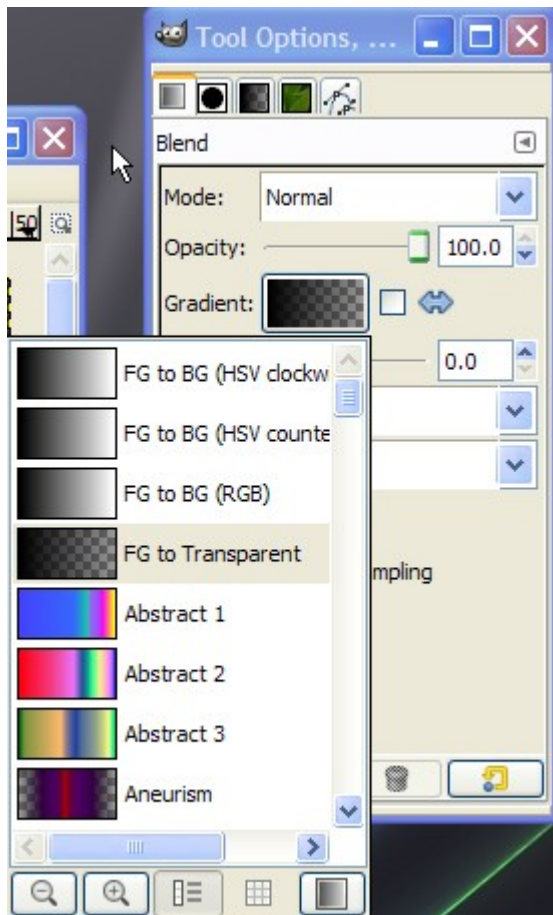 Tool Options, ...
Blend
Mode: Normal
50
Opacity: 100.0
Gradient:
0.0
FG to BG (HSV clockw
FG to BG (HSV counte
FG to BG (RGB)
FG to Transparent
mpling
Abstract 1
Abstract 2
Abstract 3
Aneurism